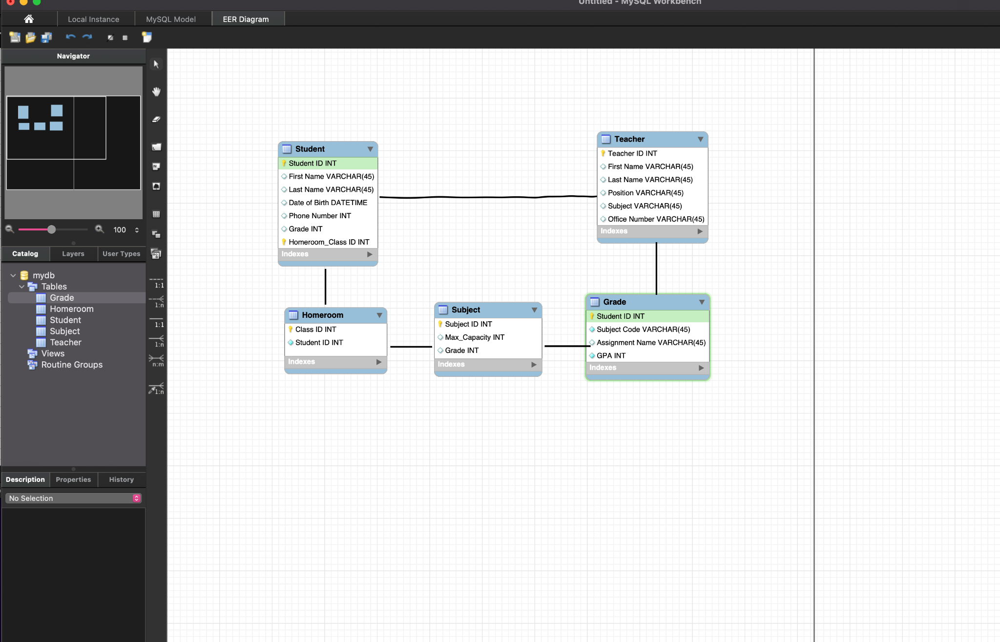 Untitled - MySQL Workbench
Local Instance
MySQL Model
EER Diagram
Navigator
100
Catalog
Layers
User Types
mydb
Tables
Grade
Homeroom
Student
Subject
Teacher
Views
Routine Groups
Description
Properties
History
No Selection
1:1
1:n
1:1
1:n
n:m
1:n
Student
Student ID INT
First Name VARCHAR(45)
Last Name VARCHAR(45)
Date of Birth DATETIME
Phone Number INT
Grade INT
Homeroom_Class ID INT
Indexes
Teacher
Teacher ID INT
First Name VARCHAR(45)
Last Name VARCHAR(45)
Position VARCHAR(45)
Subject VARCHAR(45)
Office Number VARCHAR(45)
Indexes
Homeroom
Class ID INT
Student ID INT
Indexes
Subject
Subject ID INT
Max_Capacity INT
Grade INT
Indexes
Grade
Student ID INT
Subject Code VARCHAR(45)
Assignment Name VARCHAR(45)
GPA INT
Indexes